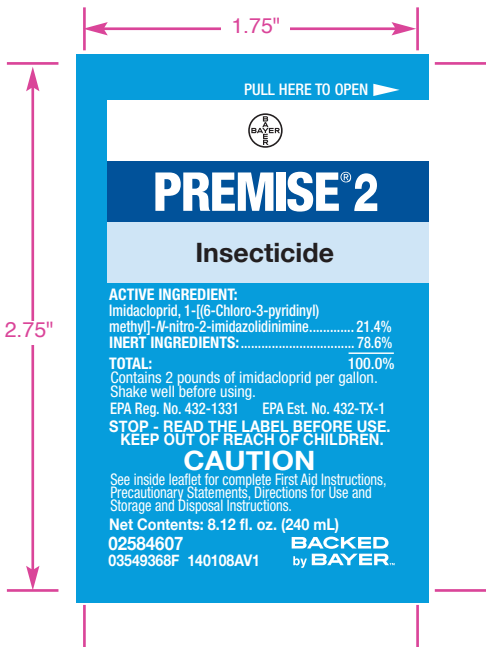 1.75"
PULL HERE TO OPEN
BAYER
BAYER
PREMISE® 2
Insecticide
ACTIVE INGREDIENT:
Imidacloprid, 1-[(6-Chloro-3-pyridinyl)
methyl]-N-nitro-2-imidazolidinimine............. 21.4%
INERT INGREDIENTS:.................................. 78.6%
TOTAL: 100.0%
Contains 2 pounds of imidacloprid per gallon.
Shake well before using.
EPA Reg. No. 432-1331 EPA Est. No. 432-TX-1
STOP - READ THE LABEL BEFORE USE.
KEEP OUT OF REACH OF CHILDREN.
CAUTION
See inside leaflet for complete First Aid Instructions,
Precautionary Statements, Directions for Use and
Storage and Disposal Instructions.
Net Contents: 8.12 fl. oz. (240 mL)
02584607
03549368F 140108AV1
BACKED
by BAYER™
2.75"